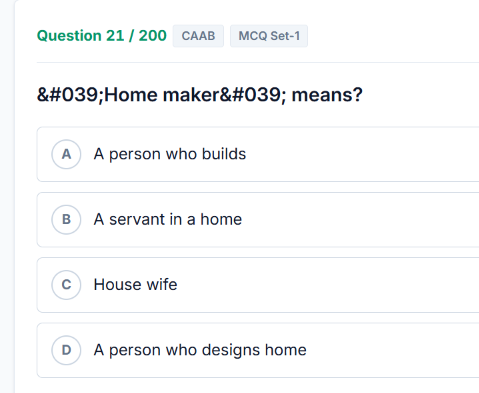 Question 21 / 200 CAAB MCQ Set-1
&#039;Home maker&#039; means?
A A person who builds
B A servant in a home
C House wife
D A person who designs home